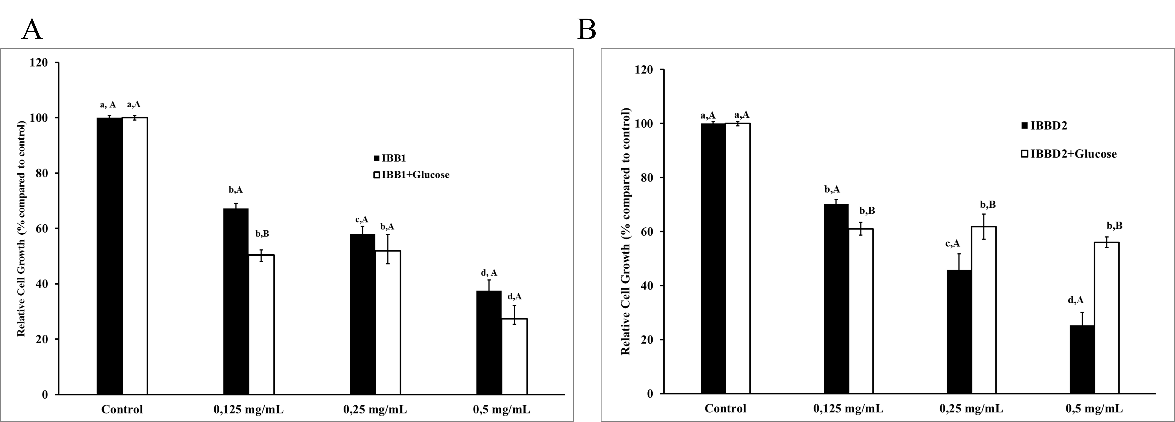 A
Relative Cell Growth (% compared to control)
120
100
80
60
40
20
0
a, A
a,A
b,A
b,B
c,A
b,A
d, A
d,A
IBB1
IBB1+Glucose
Control
0,125 mg/mL
0,25 mg/mL
0,5 mg/mL
B
Relative Cell Growth (% compared to control)
120
100
80
60
40
20
0
a,A
a,A
b,A
b,B
c,A
b,B
d,A
b,B
IBBD2
IBBD2+Glucose
Control
0,125 mg/mL
0,25 mg/mL
0,5 mg/mL